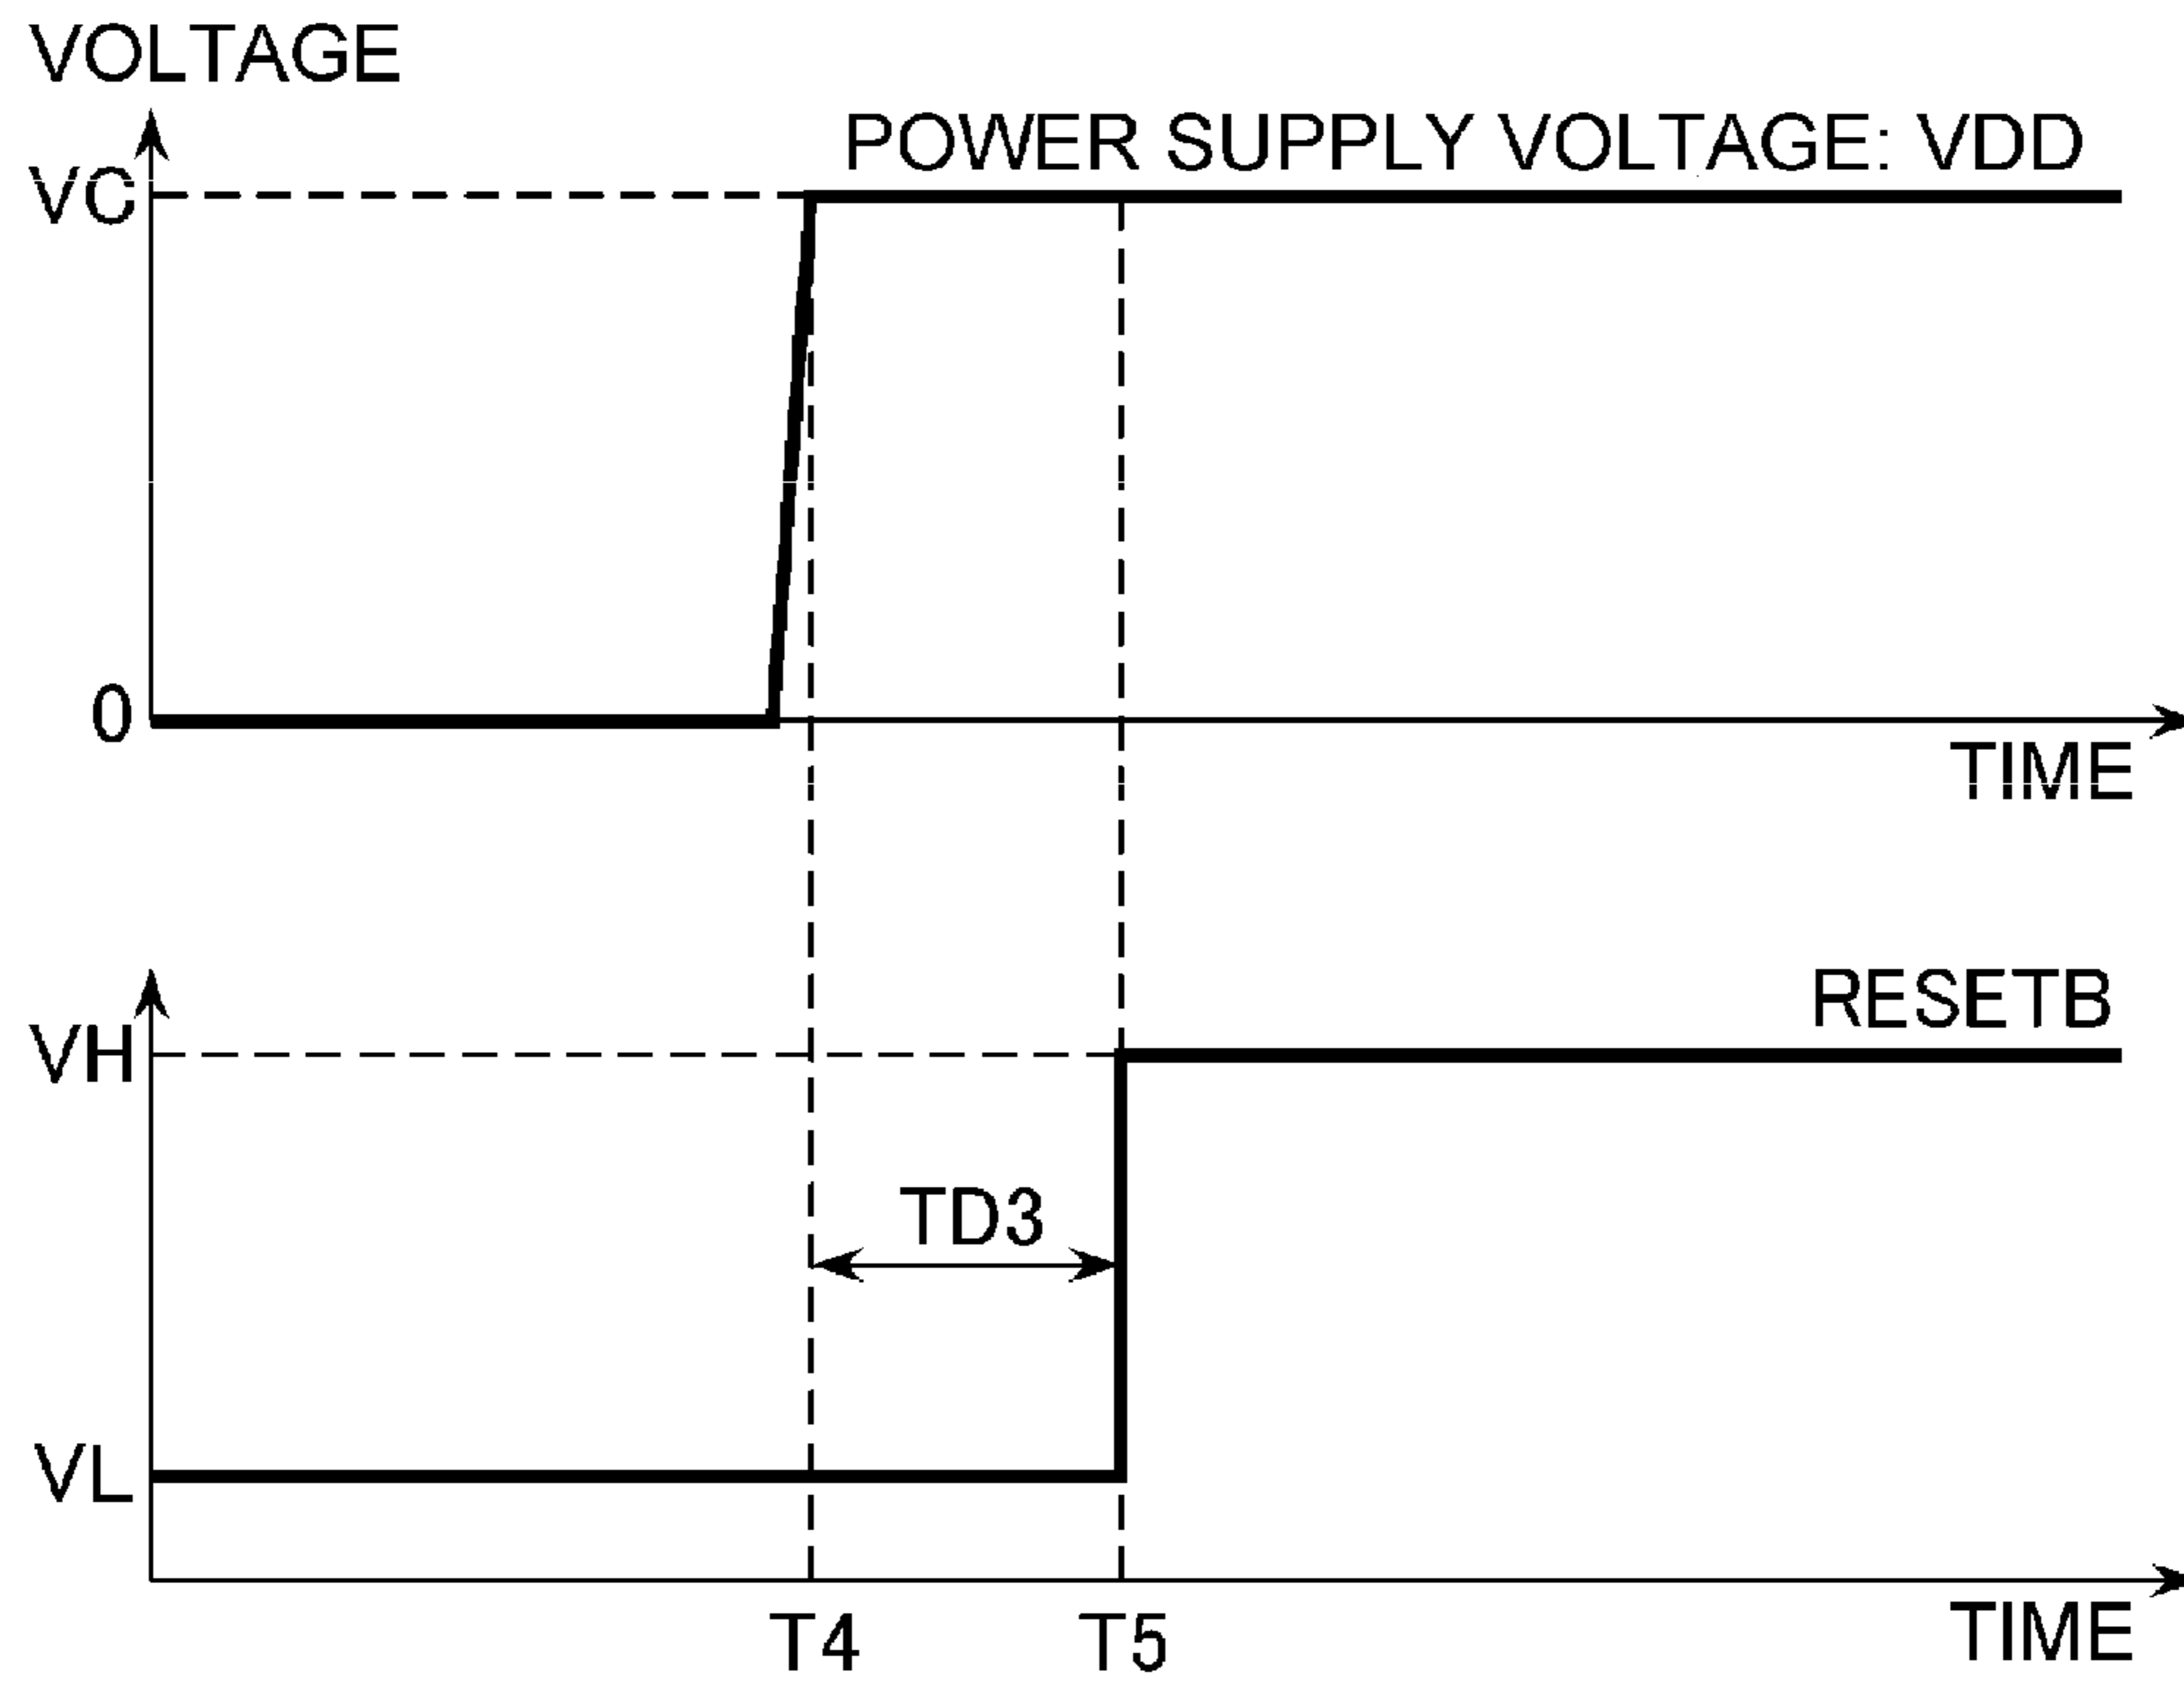 VOLTAGE
POWER SUPPLY VOLTAGE: VDD
VC
0
TIME
RESETB
VH
TD3
VL
TIME
T4 T5